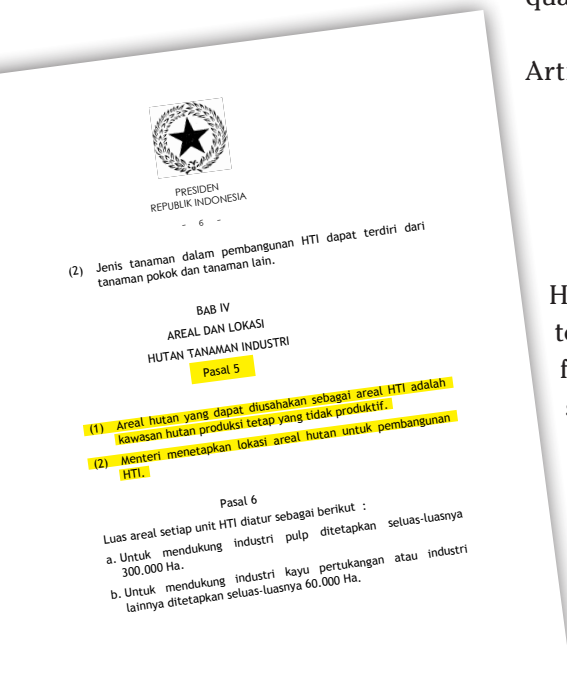 PRESIDEN
REPUBLIK INDONESIA
- 6 -
(2) Jenis tanaman dalam pembangunan HTI dapat terdiri dari
tanaman pokok dan tanaman lain.
BAB IV
AREAL DAN LOKASI
HUTAN TANAMAN INDUSTRI
Pasal 5
(1) Areal hutan yang dapat diusahakan sebagai areal HTI adalah
kawasan hutan produksi tetap yang tidak produktif.
(2) Menteri menetapkan lokasi areal hutan untuk pembangunan
HTI.
Pasal 6
Luas areal setiap unit HTI diatur sebagai berikut :
a. Untuk mendukung industri pulp ditetapkan seluas-luasnya
300.000 Ha.
b. Untuk mendukung industri kayu pertukangan atau industri
lainnya ditetapkan seluas-luasnya 60.000 Ha.